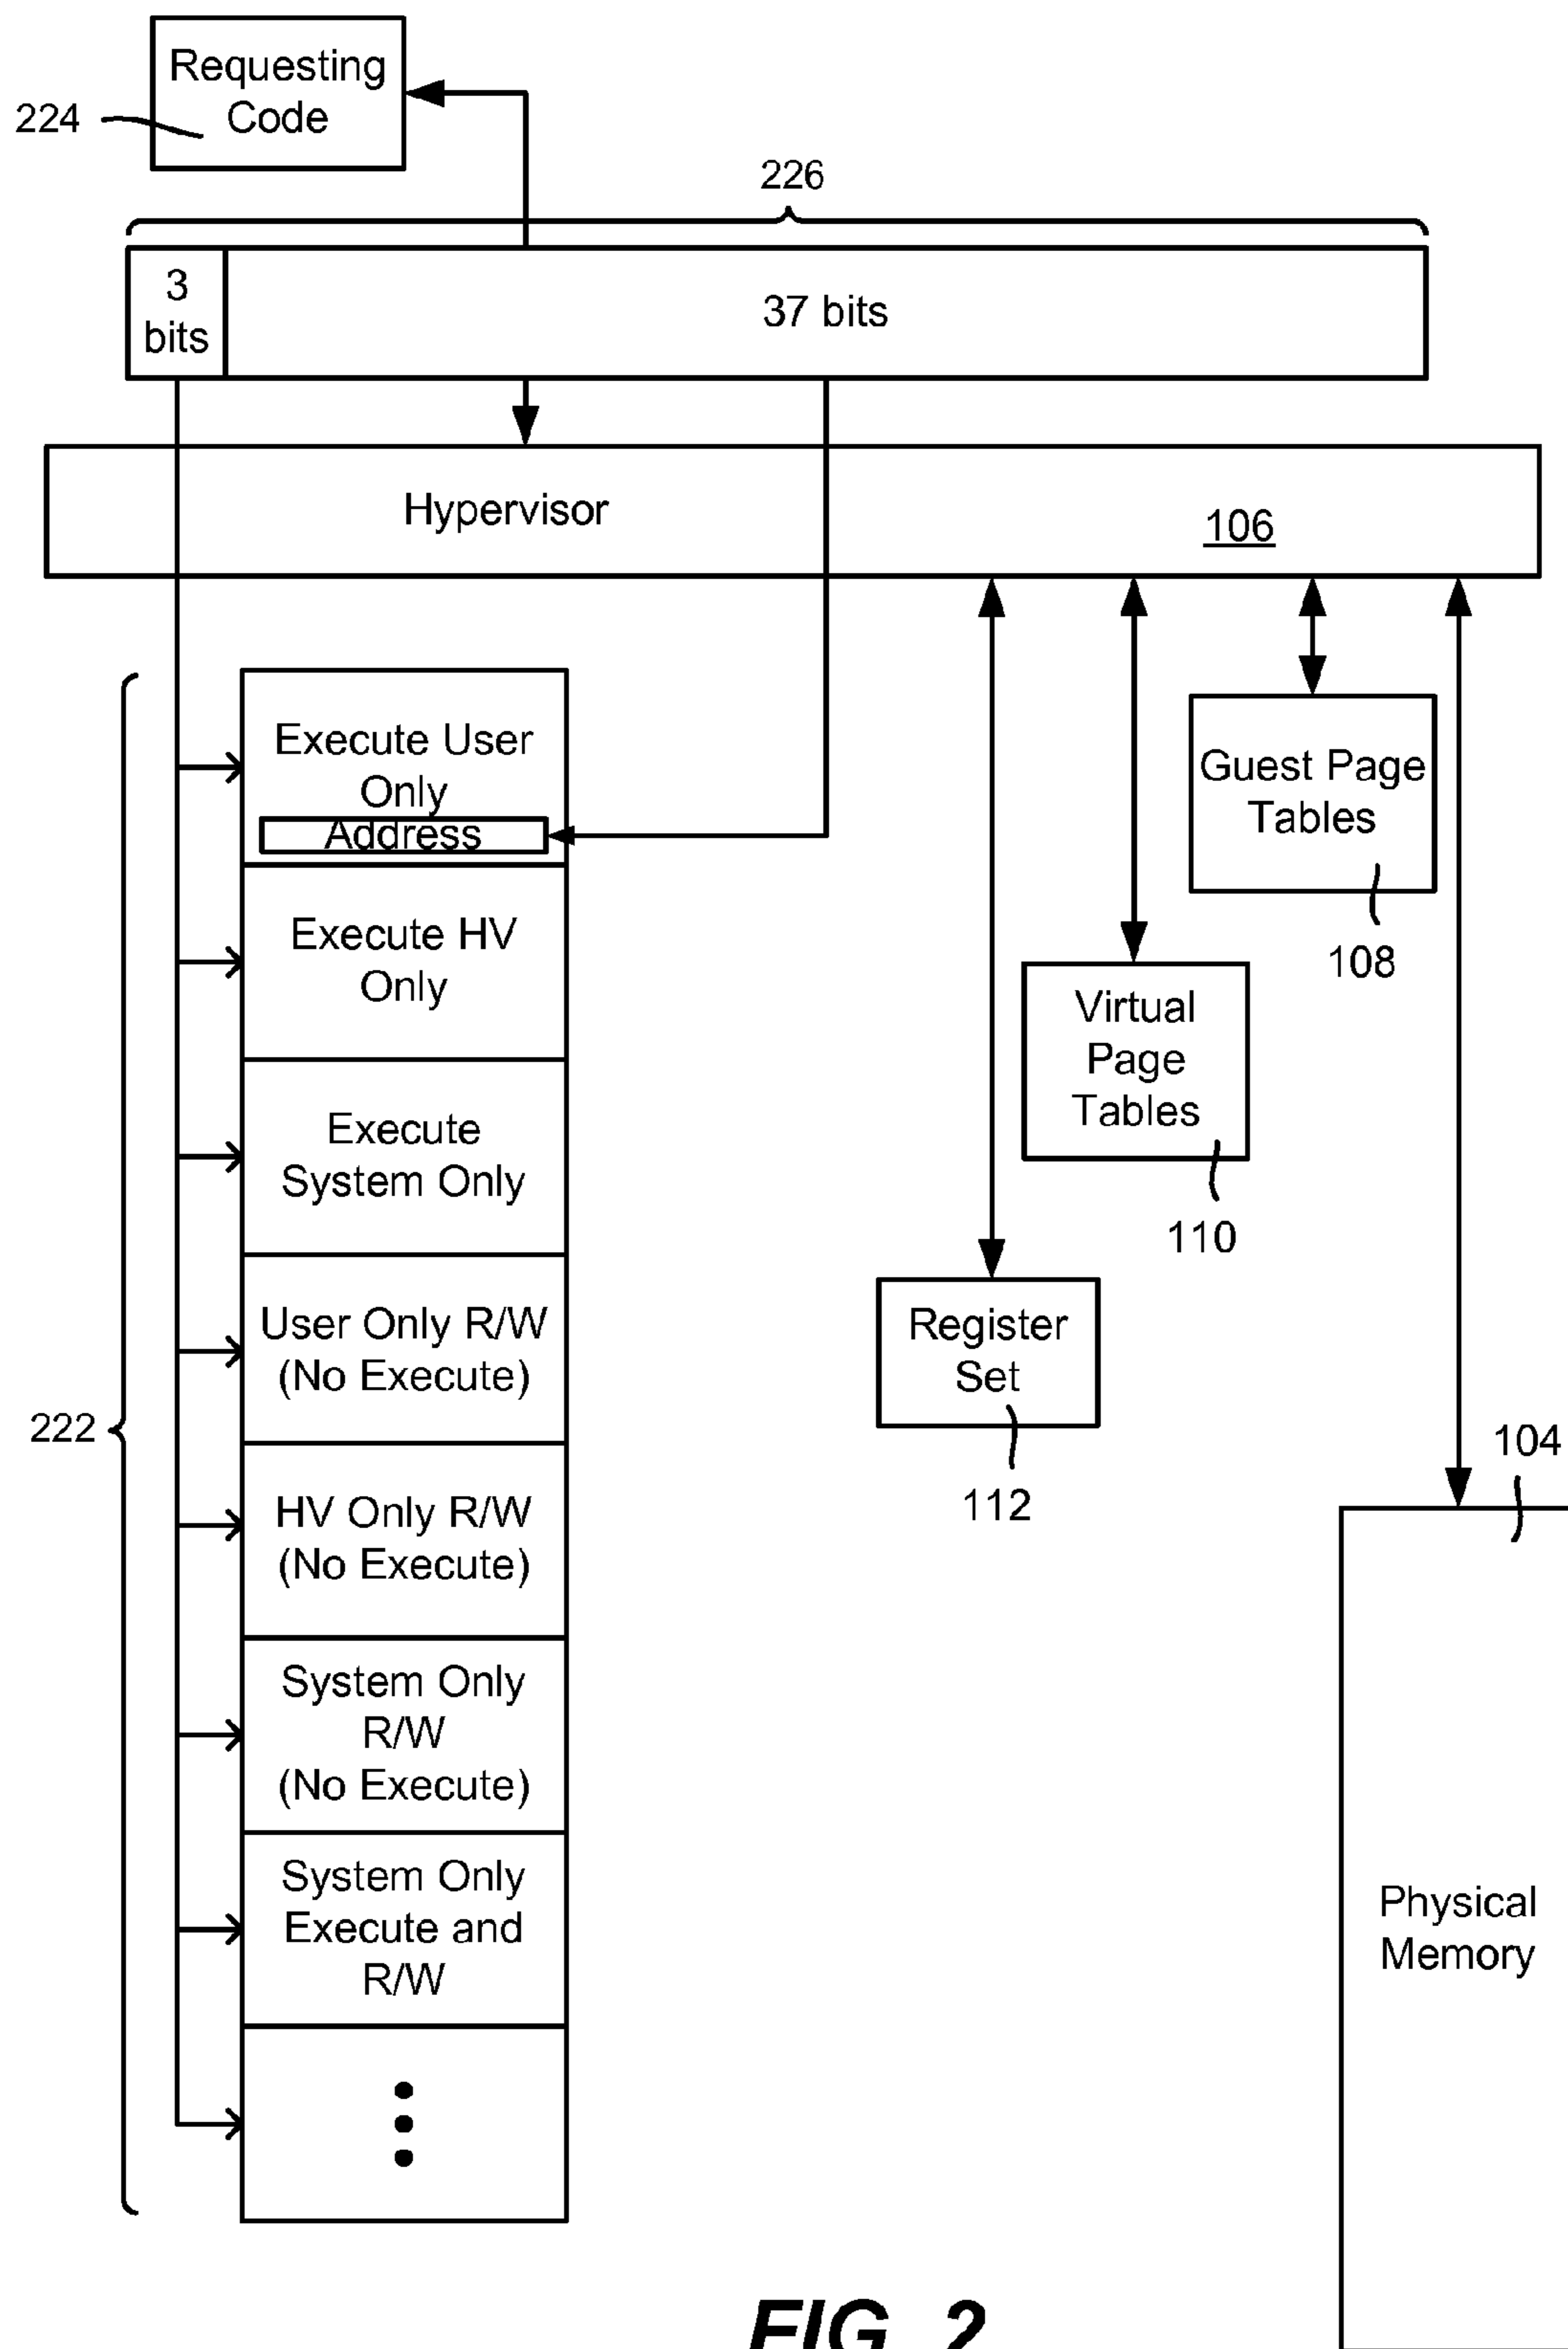 Requesting
Code
224
226
3
bits
37 bits
Hypervisor
106
Execute User
Only
Address
Execute HV
Only
Execute
System Only
User Only R/W
(No Execute)
HV Only R/W
(No Execute)
System Only
R/W
(No Execute)
System Only
Execute and
R/W
222
Guest Page
Tables
108
Virtual
Page
Tables
110
Register
Set
112
104
Physical
Memory
FIG. 2